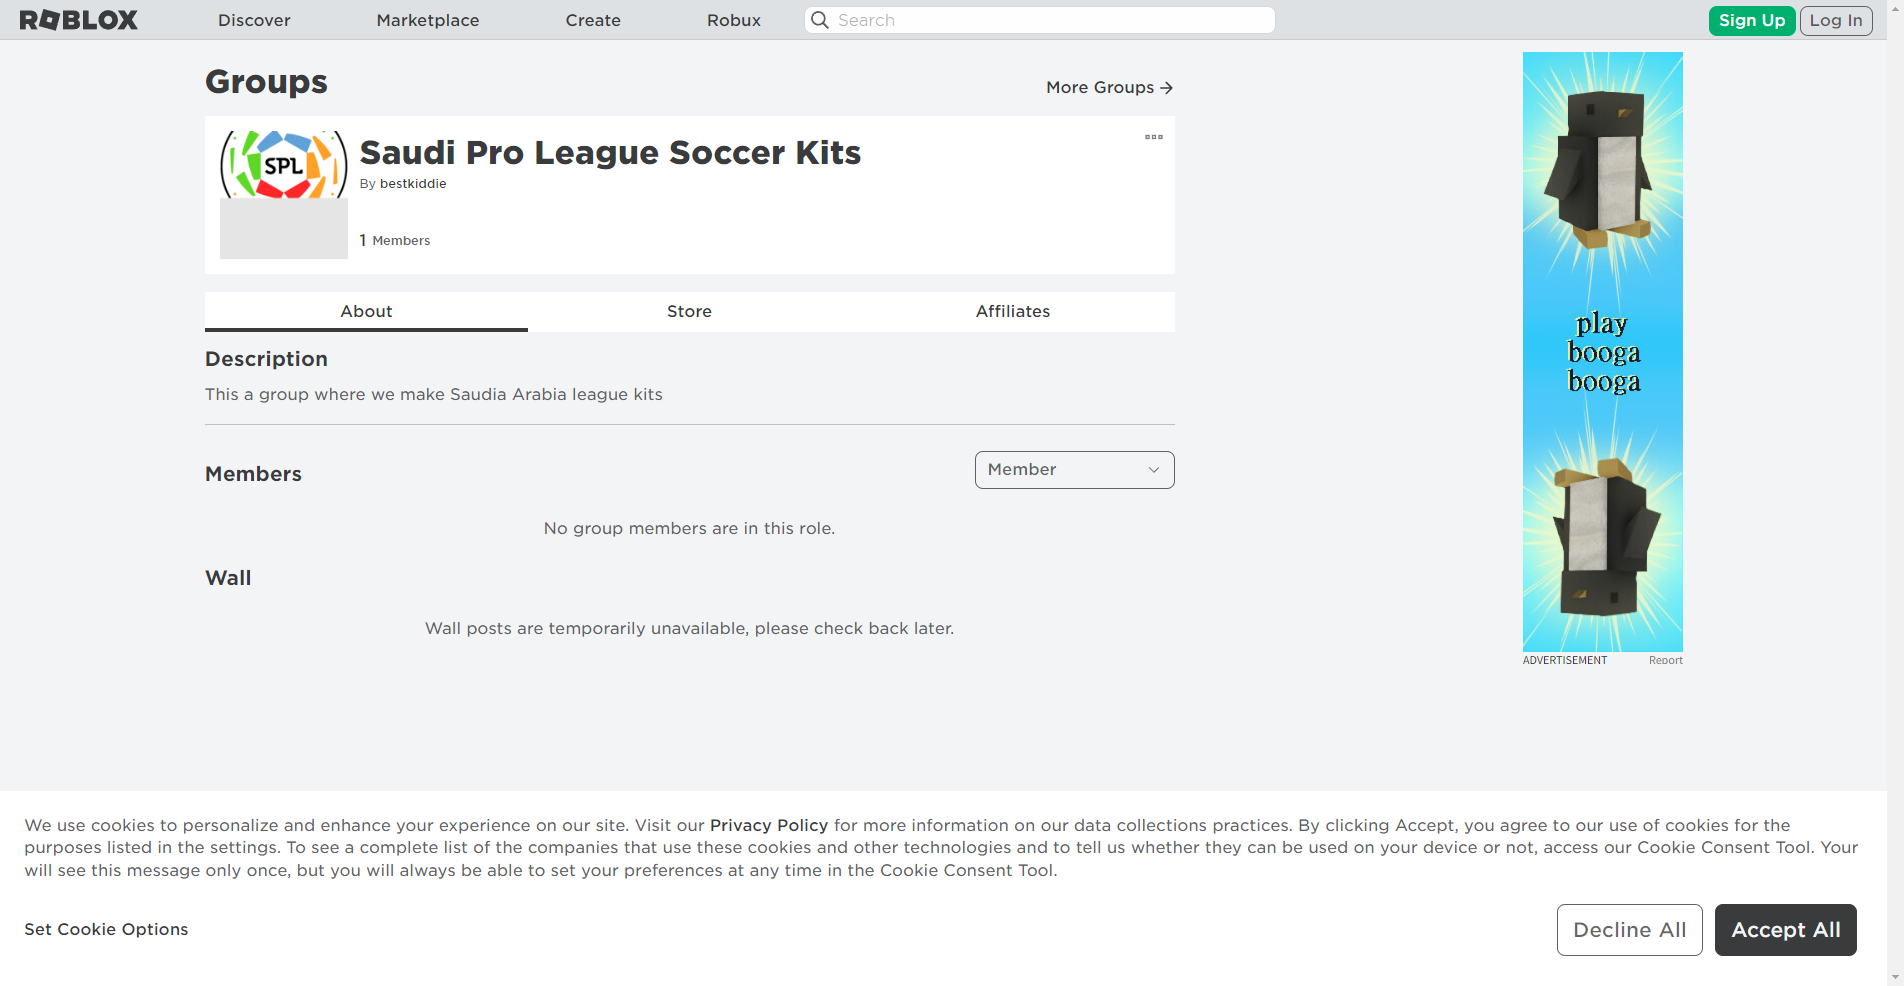 ROBLOX
Discover
Marketplace
Create
Robux
Search
Sign Up
Log In
Groups
More Groups
SPL
Saudi Pro League Soccer Kits
By bestkiddie
1 Members
About
Store
Affiliates
Description
This a group where we make Saudia Arabia league kits
Members
Member
No group members are in this role.
Wall
Wall posts are temporarily unavailable, please check back later.
play
booga
booga
ADVERTISEMENT
Report
We use cookies to personalize and enhance your experience on our site. Visit our Privacy Policy for more information on our data collections practices. By clicking Accept, you agree to our use of cookies for the
purposes listed in the settings. To see a complete list of the companies that use these cookies and other technologies and to tell us whether they can be used on your device or not, access our Cookie Consent Tool. Your
will see this message only once, but you will always be able to set your preferences at any time in the Cookie Consent Tool.
Set Cookie Options
Decline All
Accept All